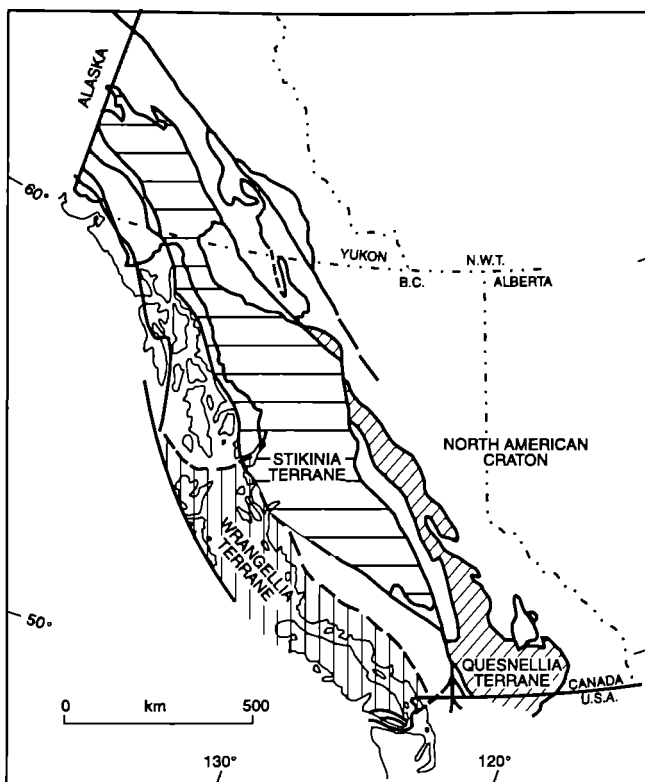 ALASKA
60°
YUKON
N.W.T.
B.C.
ALBERTA
NORTH AMERICAN
CRATON
STIKINIA
TERRANE
WRANGELLIA
TERRANE
50°
QUESNELLIA
TERRANE
CANADA
U.S.A.
0 km 500
130°
120°